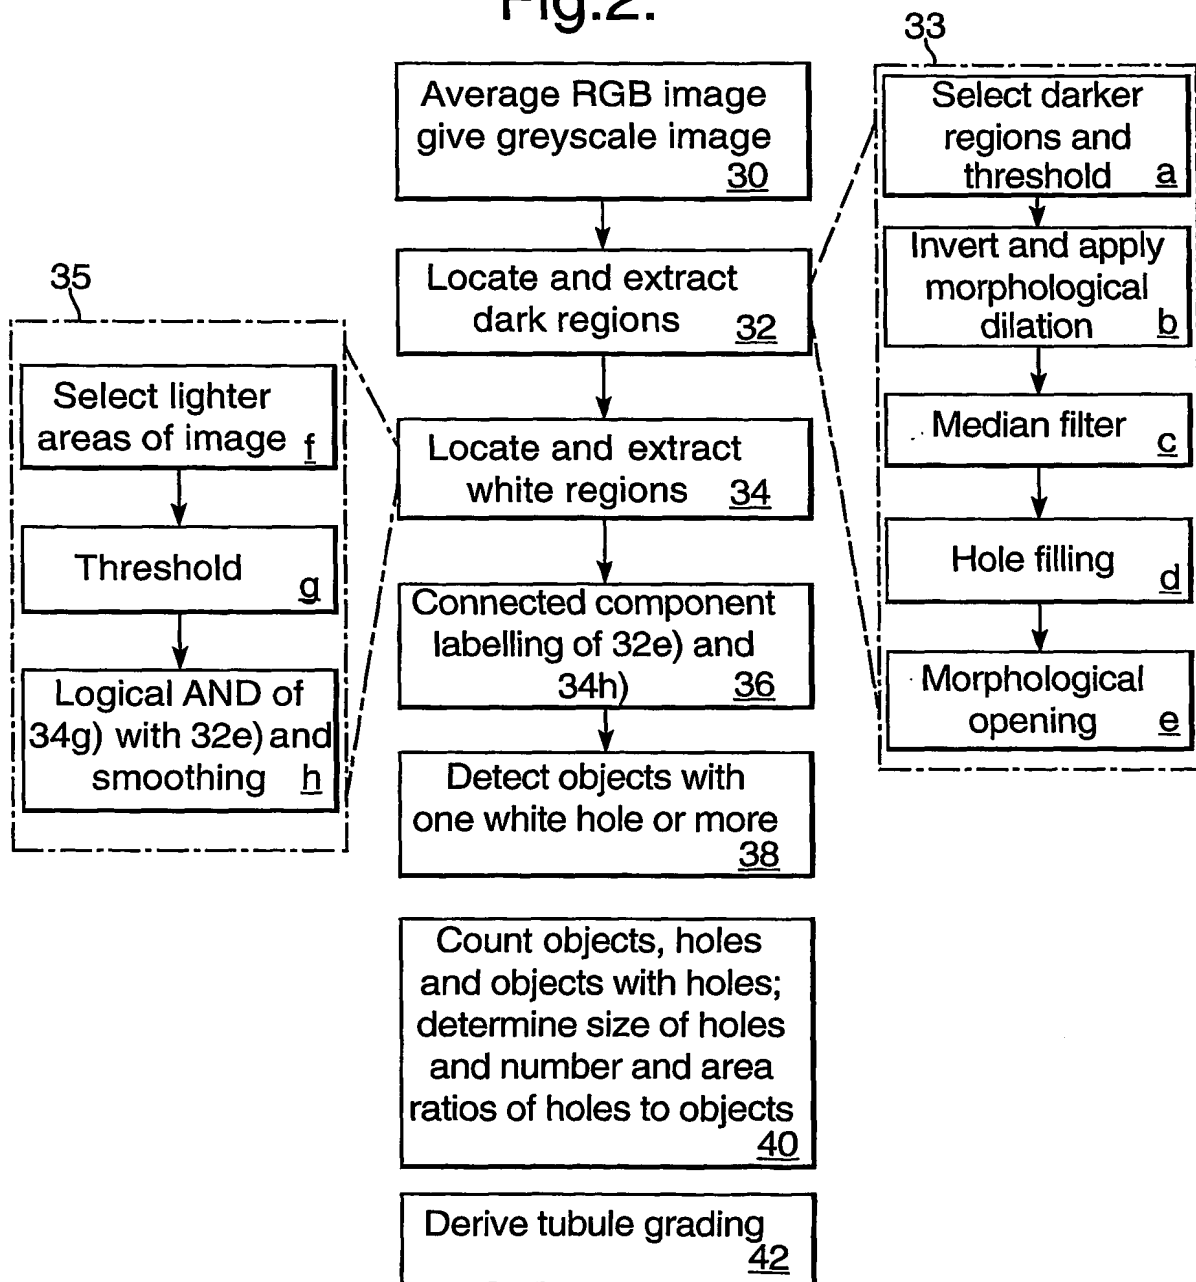 Fig.2.
33
Average RGB image
give greyscale image
30
Locate and extract
dark regions 32
Locate and extract
white regions 34
Connected component
labelling of 32e) and
34h) 36
Detect objects with
one white hole or more
38
Count objects, holes
and objects with holes;
determine size of holes
and number and area
ratios of holes to objects
40
Derive tubule grading
42
Select darker
regions and
threshold a
Invert and apply
morphological
dilation b
Median filter c
Hole filling d
Morphological
opening e
35
Select lighter
areas of image f
Threshold g
Logical AND of
34g) with 32e) and
smoothing h